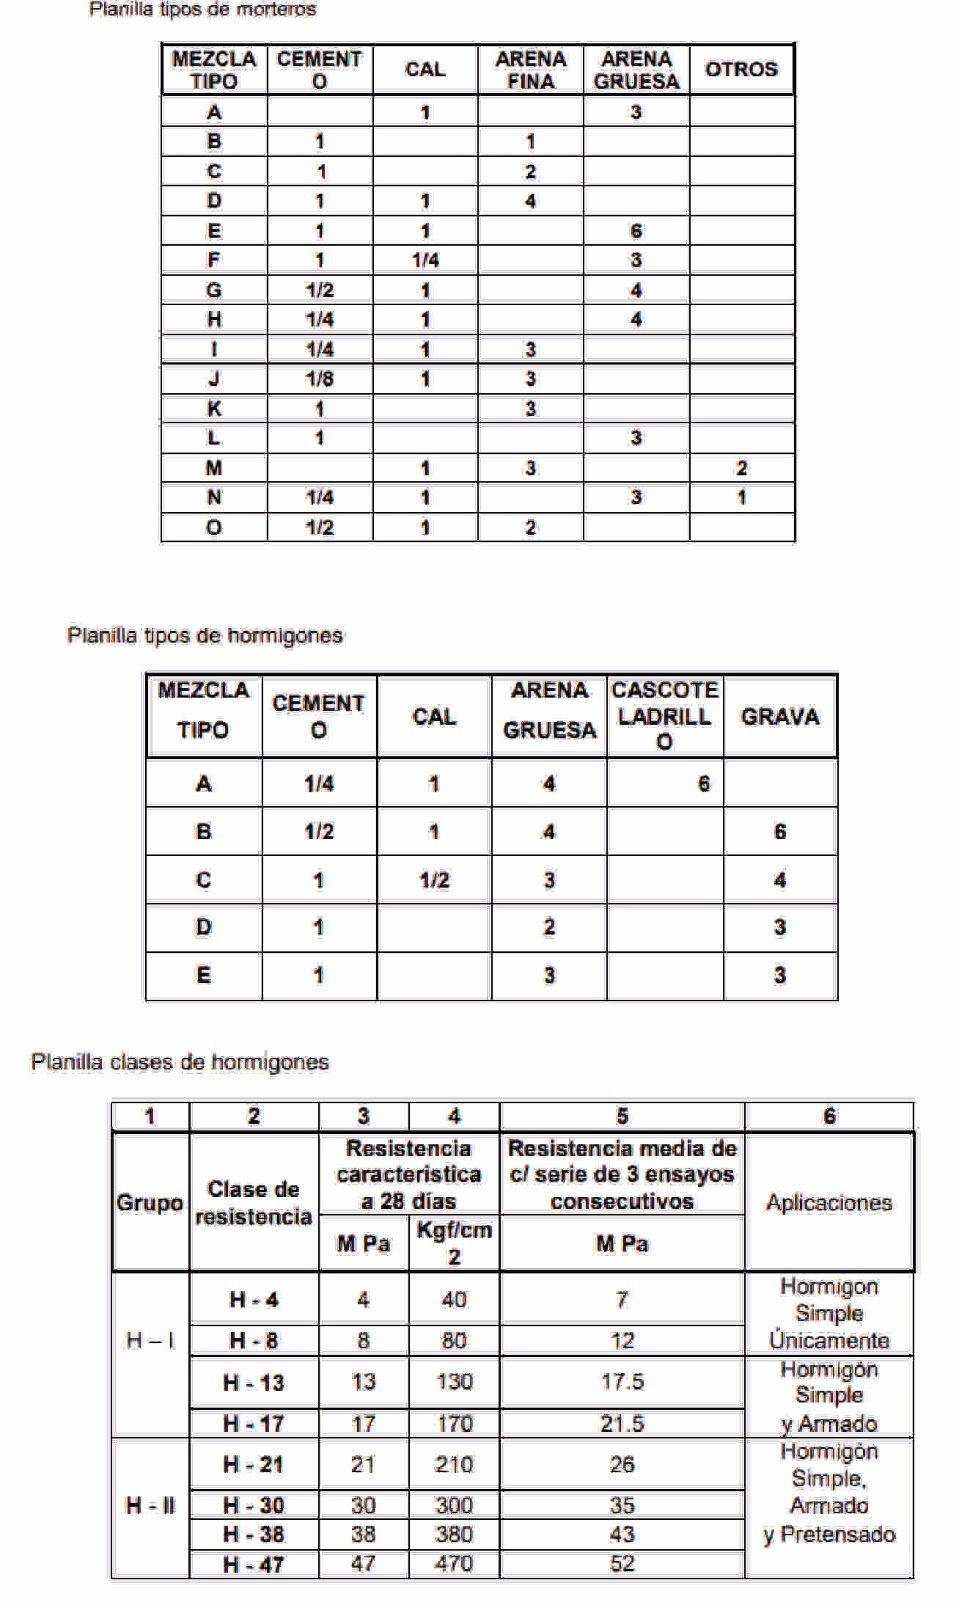 Planilla tipos de morteros
MEZCLA TIPO CEMENT O CAL ARENA FINA ARENA GRUESA OTROS
A 1 3
B 1 1
C 1 2
D 1 1 4
E 1 1 6
F 1 1/4 3
G 1/2 1 4
H 1/4 1 4
I 1/4 1 3
J 1/8 1 3
K 1 3
L 1 3
M 1 3 2
N 1/4 1 3 1
O 1/2 1 2
Planilla tipos de hormigones
MEZCLA TIPO CEMENT O CAL ARENA GRUESA CASCOTE LADRILL O GRAVA
A 1/4 1 4 6
B 1/2 1 4 6
C 1 1/2 3 4
D 1 2 3
E 1 3 3
Planilla clases de hormigones
1 2 3 4 5 6
Grupo Clase de resistencia Resistencia caracteristica a 28 días Resistencia media de c/ serie de 3 ensayos consecutivos Aplicaciones
M Pa Kgf/cm 2 M Pa
H – I H - 4 4 40 7 Hormigon Simple
H - 8 8 80 12 Únicamente
H - 13 13 130 17.5 Hormigón Simple
H - 17 17 170 21.5 y Armado
H - II H - 21 21 210 26 Hormigón Simple,
H - 30 30 300 35 Armado
H - 38 38 380 43 y Pretensado
H - 47 47 470 52